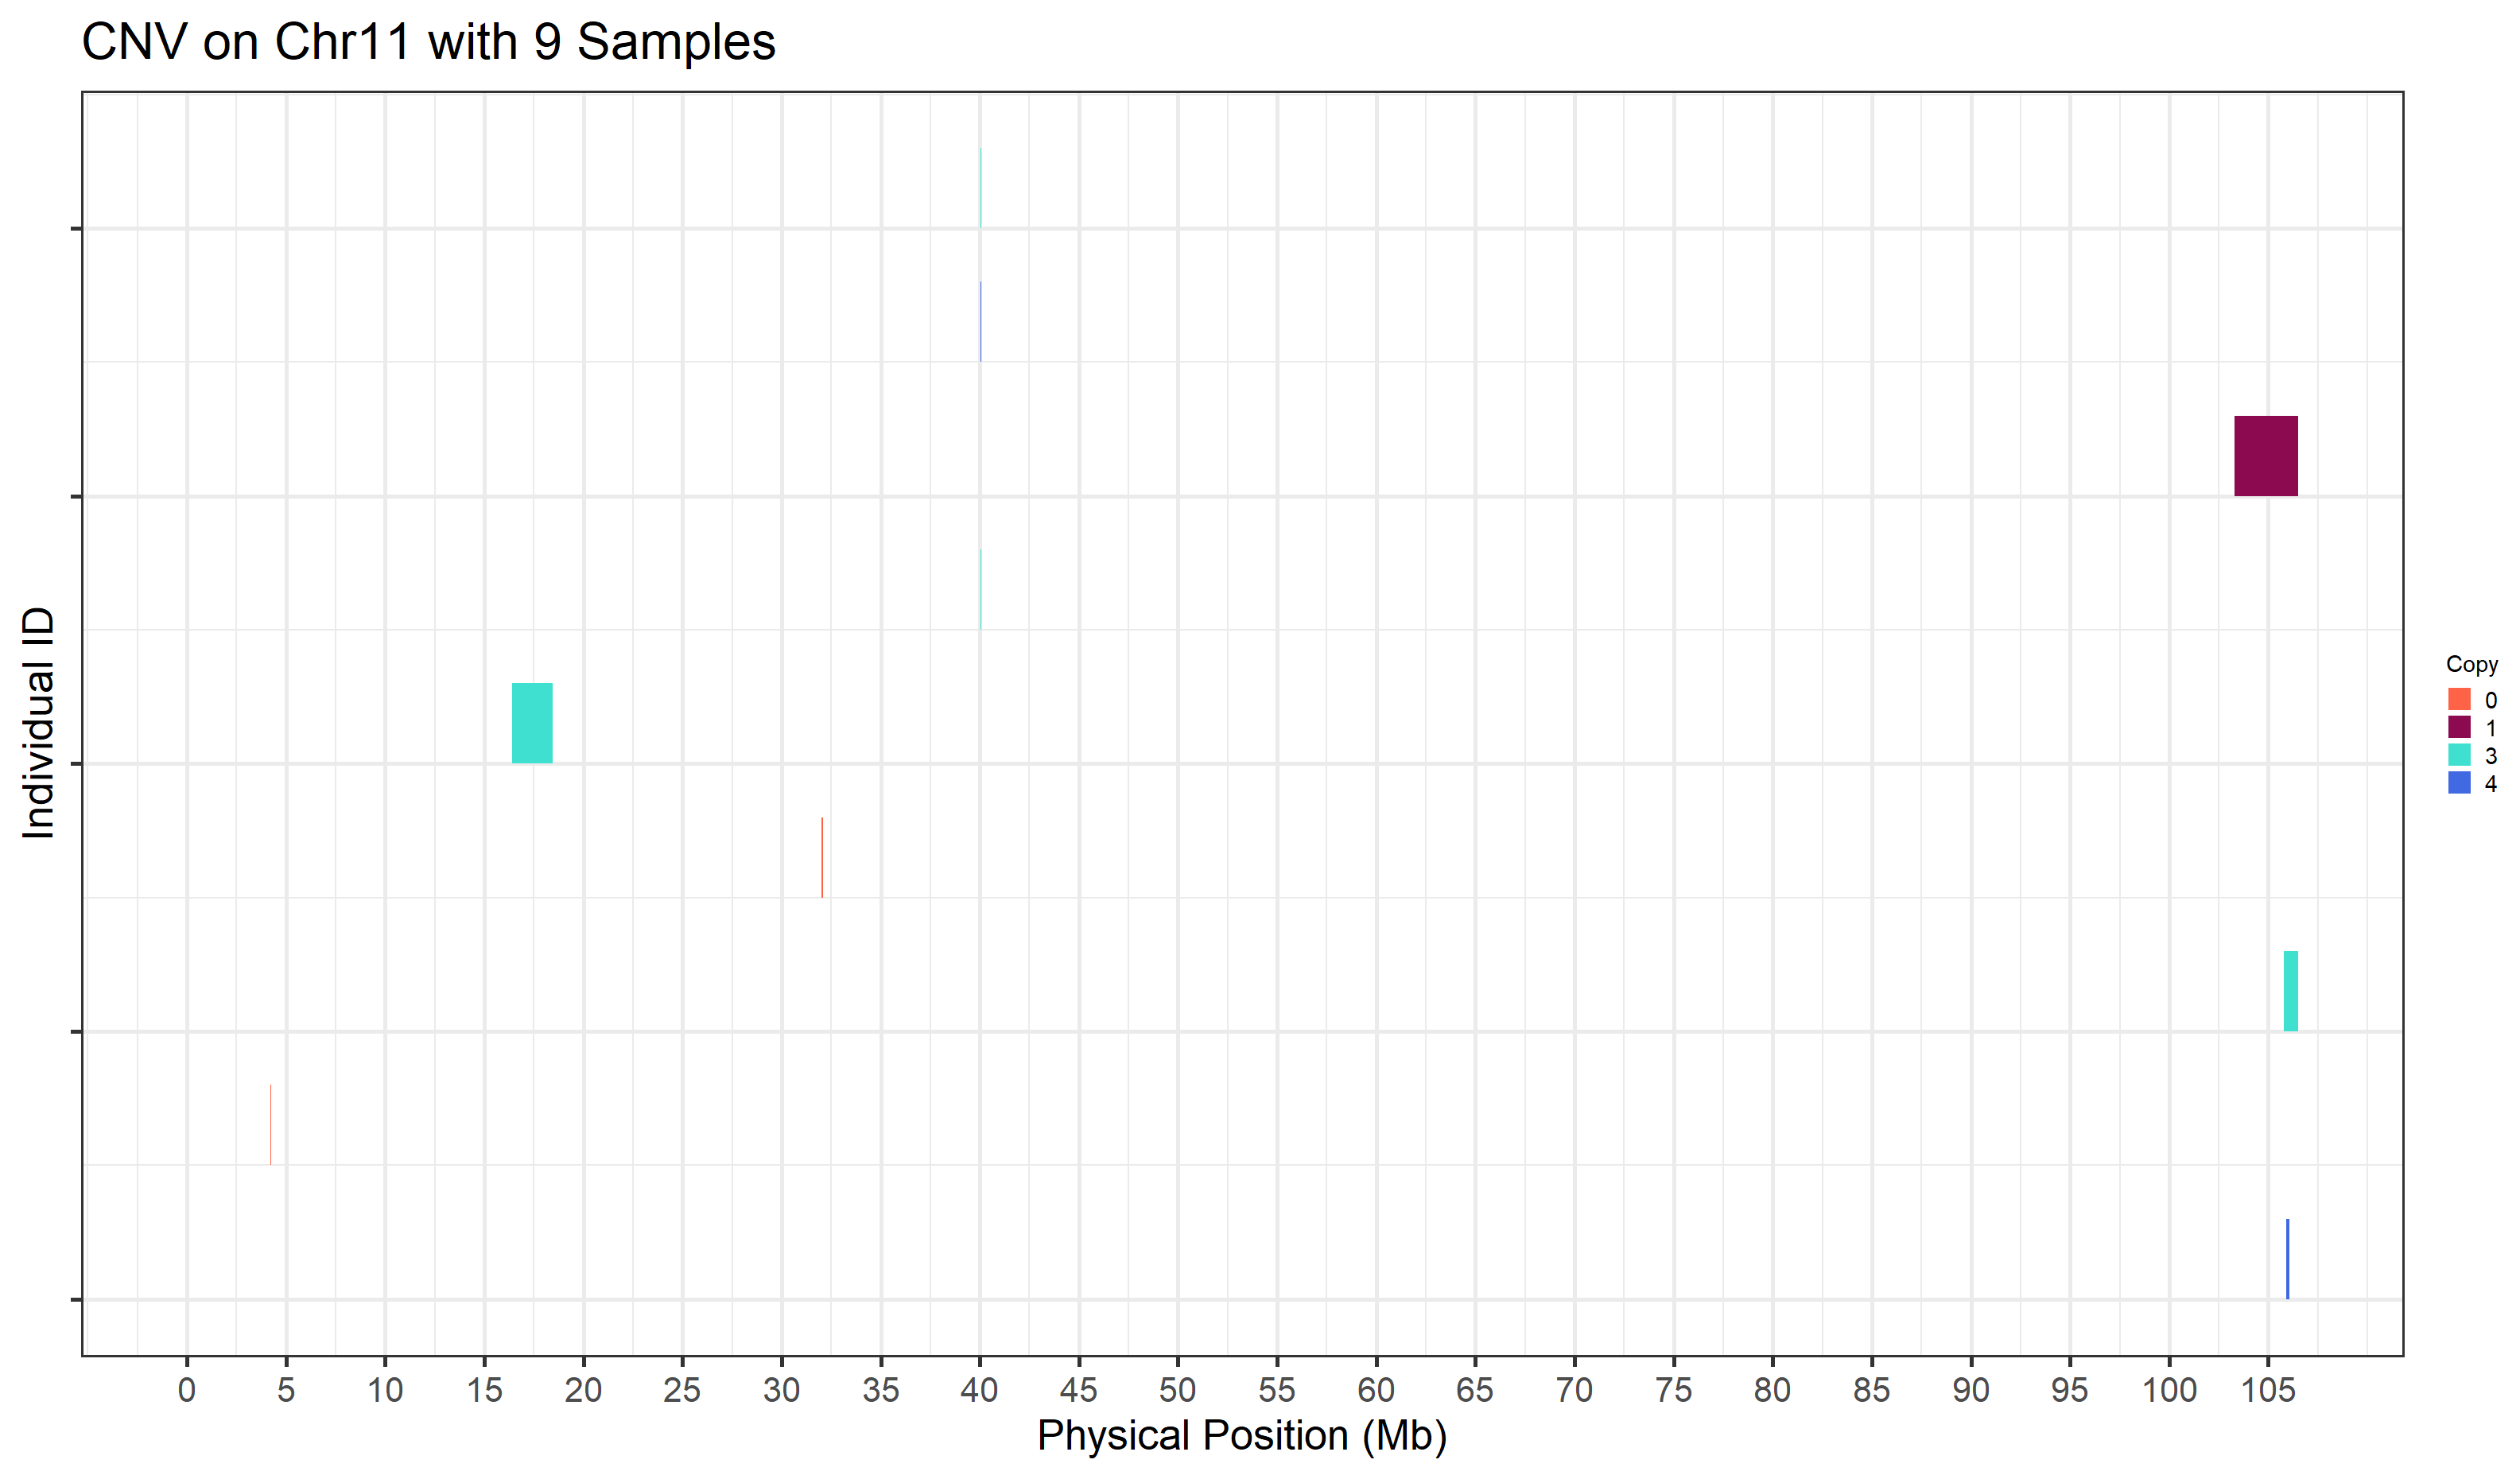 CNV on Chr11 with 9 Samples
Individual ID
Copy
0
1
3
4
0 5 10 15 20 25 30 35 40 45 50 55 60 65 70 75 80 85 90 95 100 105
Physical Position (Mb)